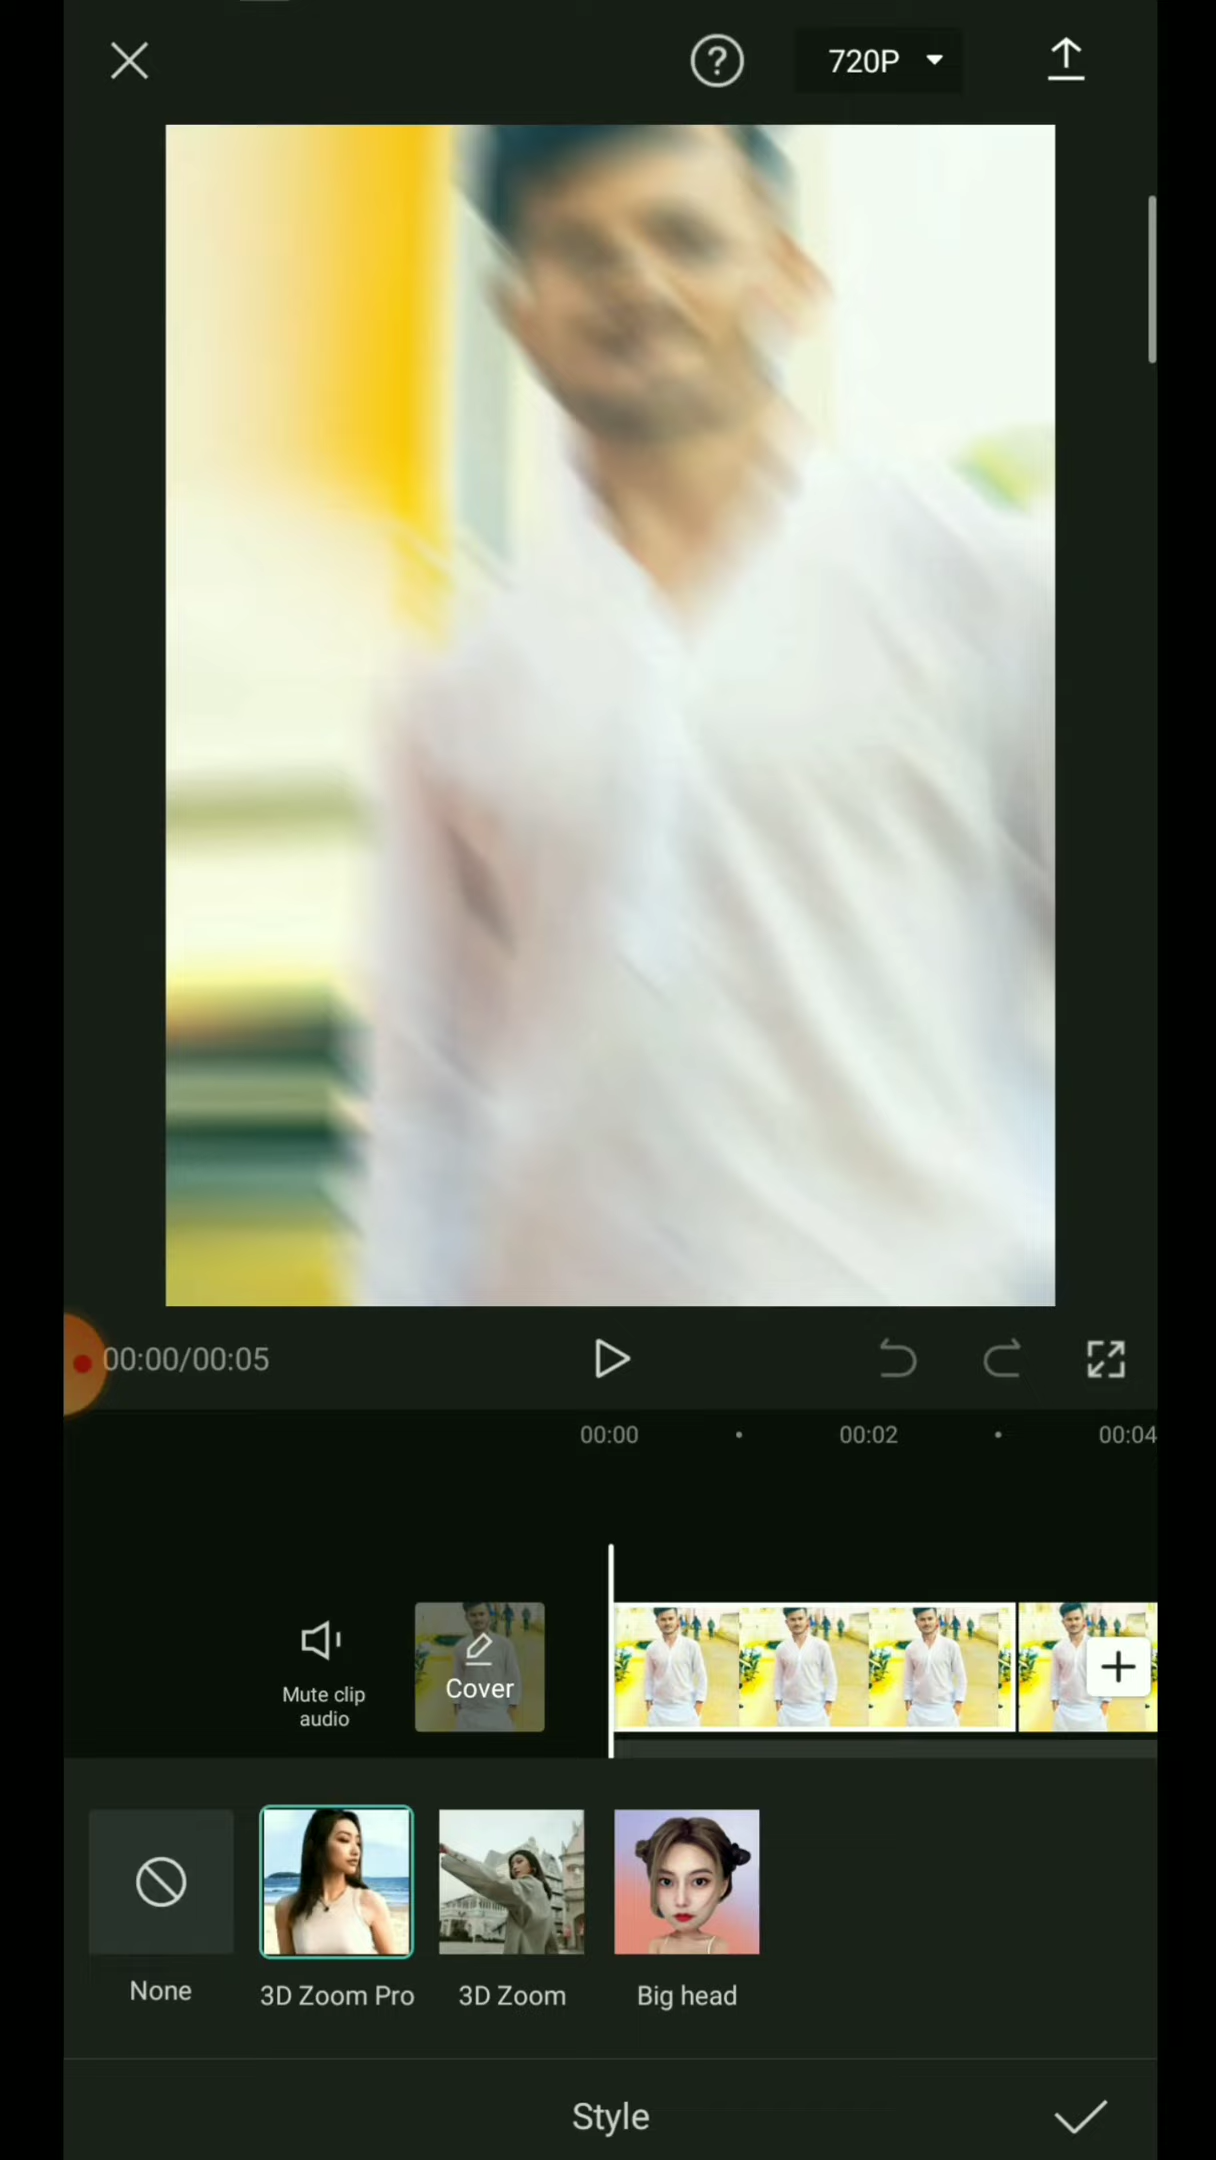 720P
00:00/00:05
00:00
00:02
00:04
Mute clip
audio
Cover
None
3D Zoom Pro
3D Zoom
Big head
Style